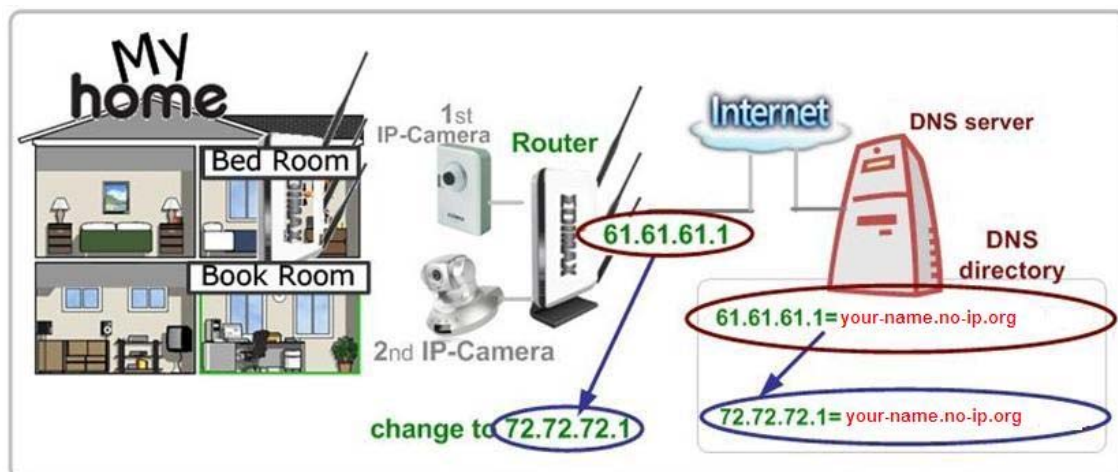 My
home
Bed Room
Book Room
1st
IP-Camera
Router
2nd IP-Camera
61.61.61.1
change to 72.72.72.1
Internet
DNS server
DNS
directory
61.61.61.1=your-name.no-ip.org
72.72.72.1=your-name.no-ip.org